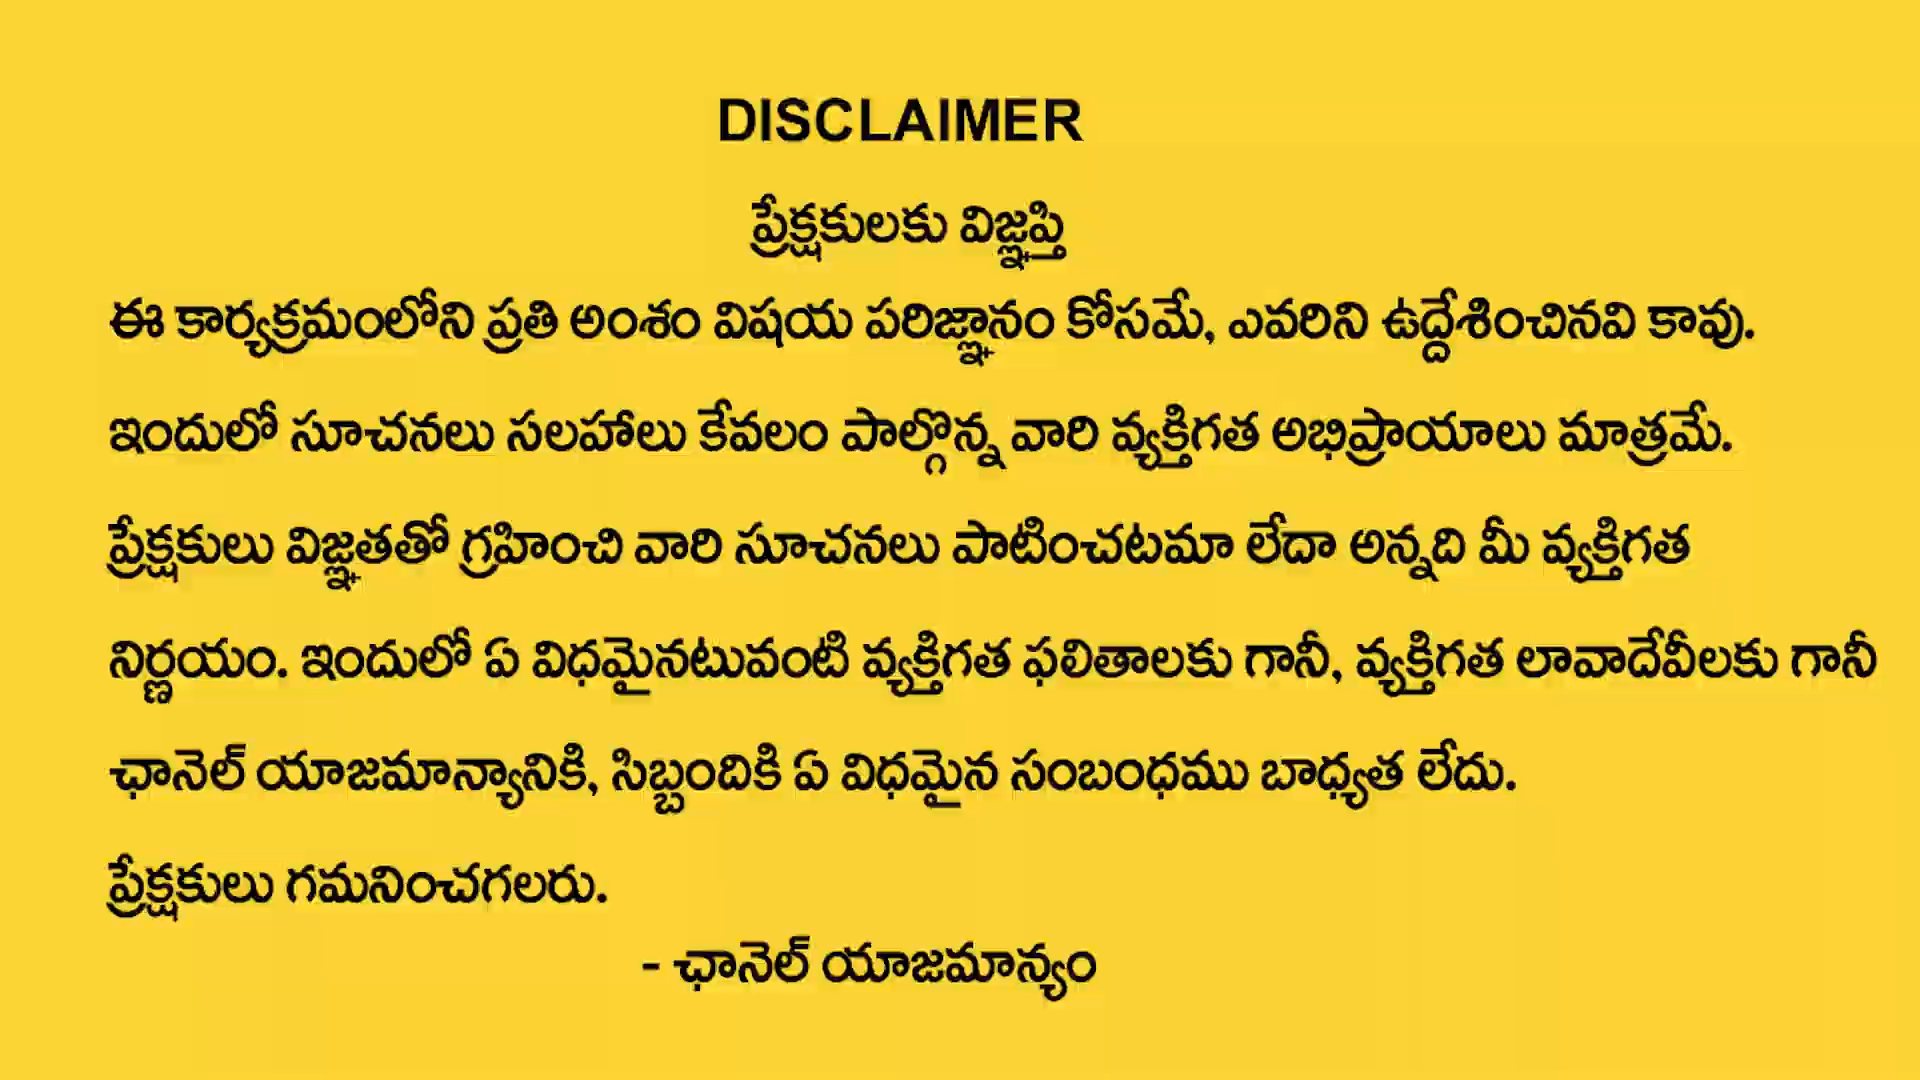 DISCLAIMER
ప్రేక్షకులకు విజ్ఞప్తి
ఈ కార్యక్రమంలోని ప్రతి అంశం విషయ పరిజ్ఞానం కోసమే, ఎవరిని ఉద్దేశించినవి కావు.
ఇందులో సూచనలు సలహాలు కేవలం పాల్గొన్న వారి వ్యక్తిగత అభిప్రాయాలు మాత్రమే.
ప్రేక్షకులు విజ్ఞతతో గ్రహించి వారి సూచనలు పాటించటమా లేదా అన్నది మీ వ్యక్తిగత
నిర్ణయం. ఇందులో ఏ విధమైనటువంటి వ్యక్తిగత ఫలితాలకు గానీ, వ్యక్తిగత లావాదేవీలకు గానీ
ఛానెల్ యాజమాన్యానికి, సిబ్బందికి ఏ విధమైన సంబంధము బాధ్యత లేదు.
ప్రేక్షకులు గమనించగలరు.
- ఛానెల్ యాజమాన్యం